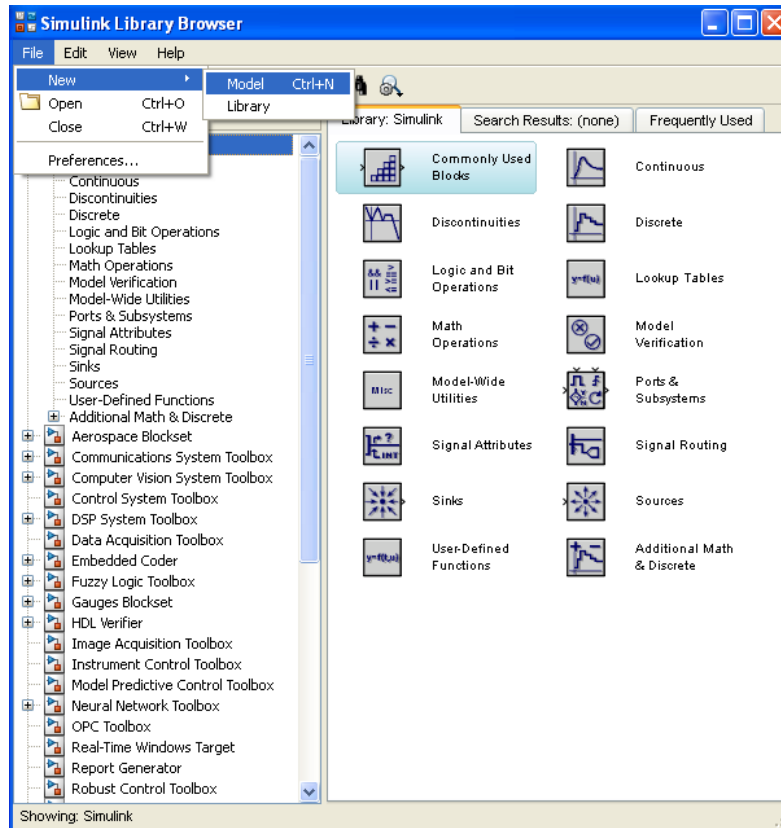 Simulink Library Browser
File Edit View Help
New
Open Ctrl+O
Close Ctrl+W
Preferences...
Model Ctrl+N
Library
Library: Simulink
Search Results: (none)
Frequently Used
Continuous
Discontinuities
Discrete
Logic and Bit Operations
Lookup Tables
Math Operations
Model Verification
Model-Wide Utilities
Ports & Subsystems
Signal Attributes
Signal Routing
Sinks
Sources
User-Defined Functions
Additional Math & Discrete
Aerospace Blockset
Communications System Toolbox
Computer Vision System Toolbox
Control System Toolbox
DSP System Toolbox
Data Acquisition Toolbox
Embedded Coder
Fuzzy Logic Toolbox
Gauges Blockset
HDL Verifier
Image Acquisition Toolbox
Instrument Control Toolbox
Model Predictive Control Toolbox
Neural Network Toolbox
OPC Toolbox
Real-Time Windows Target
Report Generator
Robust Control Toolbox
Commonly Used
Blocks
Continuous
Discontinuities
Discrete
Logic and Bit
Operations
y=f(u)
Lookup Tables
Math
Operations
Model
Verification
Misc
Model-Wide
Utilities
Ports &
Subsystems
Signal Attributes
Signal Routing
Sinks
Sources
y=f(t,u)
User-Defined
Functions
Additional Math
& Discrete
Showing: Simulink